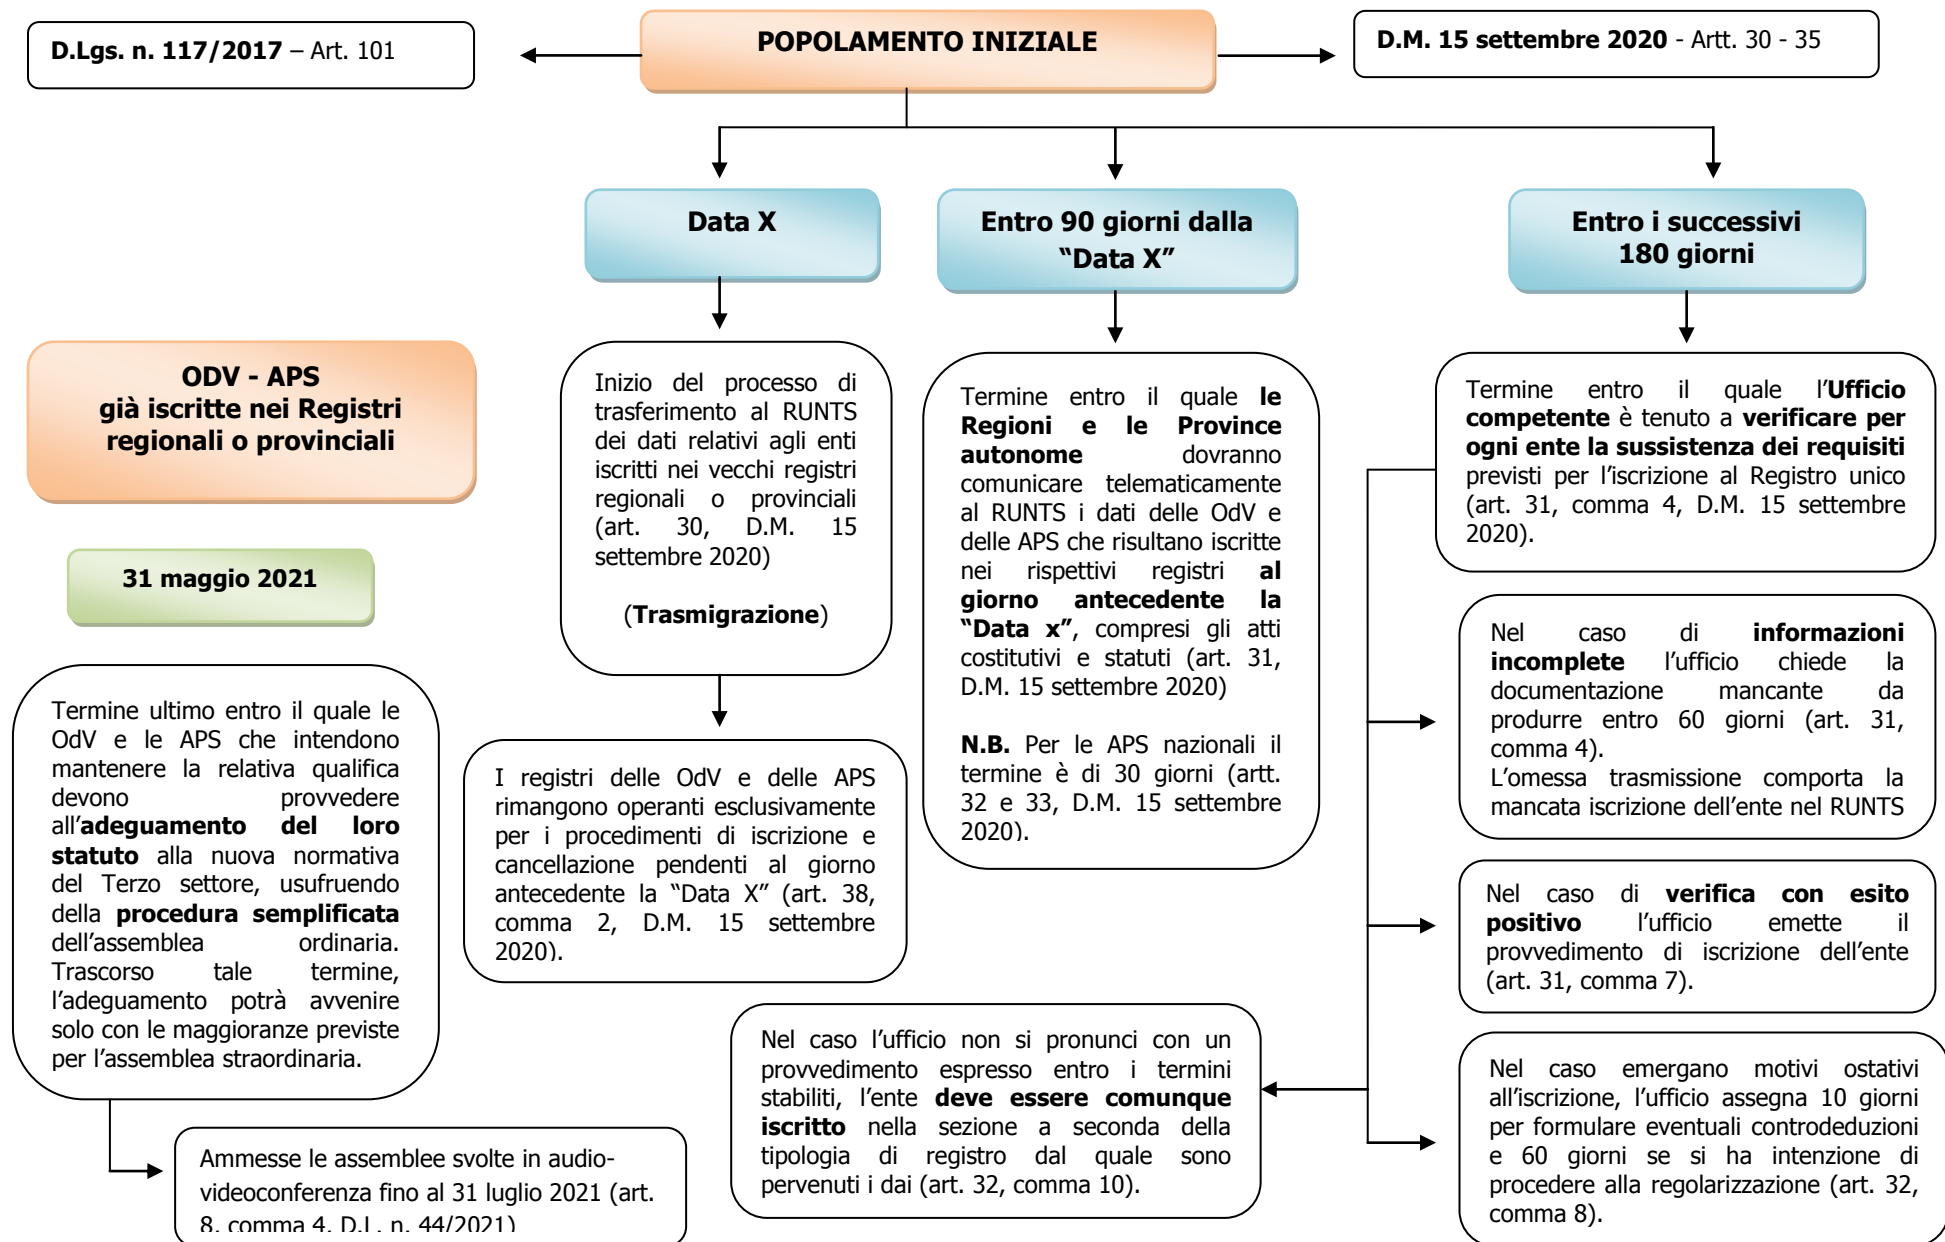 POPOLAMENTO INIZIALE
D.Lgs. n. 117/2017 – Art. 101
D.M. 15 settembre 2020 - Artt. 30 - 35
Data X
Entro 90 giorni dalla
“Data X”
Entro i successivi
180 giorni
ODV - APS
già iscritte nei Registri
regionali o provinciali
31 maggio 2021
Termine ultimo entro il quale le
OdV e le APS che intendono
mantenere la relativa qualifica
devono provvedere
all’adeguamento del loro
statuto alla nuova normativa
del Terzo settore, usufruendo
della procedura semplificata
dell’assemblea ordinaria.
Trascorso tale termine,
l’adeguamento potrà avvenire
solo con le maggioranze previste
per l’assemblea straordinaria.
Ammesse le assemblee svolte in audio-
videoconferenza fino al 31 luglio 2021 (art.
8, comma 4, D.L. n. 44/2021)
Inizio del processo di
trasferimento al RUNTS
dei dati relativi agli enti
iscritti nei vecchi registri
regionali o provinciali
(art. 30, D.M. 15
settembre 2020)
(Trasmigrazione)
I registri delle OdV e delle APS
rimangono operanti esclusivamente
per i procedimenti di iscrizione e
cancellazione pendenti al giorno
antecedente la “Data X” (art. 38,
comma 2, D.M. 15 settembre
2020).
Termine entro il quale le
Regioni e le Province
autonome dovranno
comunicare telematicamente
al RUNTS i dati delle OdV e
delle APS che risultano iscritte
nei rispettivi registri al
giorno antecedente la
“Data x”, compresi gli atti
costitutivi e statuti (art. 31,
D.M. 15 settembre 2020)
N.B. Per le APS nazionali il
termine è di 30 giorni (artt.
32 e 33, D.M. 15 settembre
2020).
Termine entro il quale l’Ufficio
competente è tenuto a verificare per
ogni ente la sussistenza dei requisiti
previsti per l’iscrizione al Registro unico
(art. 31, comma 4, D.M. 15 settembre
2020).
Nel caso di informazioni
incomplete l’ufficio chiede la
documentazione mancante da
produrre entro 60 giorni (art. 31,
comma 4).
L’omessa trasmissione comporta la
mancata iscrizione dell’ente nel RUNTS
Nel caso di verifica con esito
positivo l’ufficio emette il
provvedimento di iscrizione dell’ente
(art. 31, comma 7).
Nel caso l’ufficio non si pronunci con un
provvedimento espresso entro i termini
stabiliti, l’ente deve essere comunque
iscritto nella sezione a seconda della
tipologia di registro dal quale sono
pervenuti i dai (art. 32, comma 10).
Nel caso emergano motivi ostativi
all’iscrizione, l’ufficio assegna 10 giorni
per formulare eventuali controdeduzioni
e 60 giorni se si ha intenzione di
procedere alla regolarizzazione (art. 32,
comma 8).